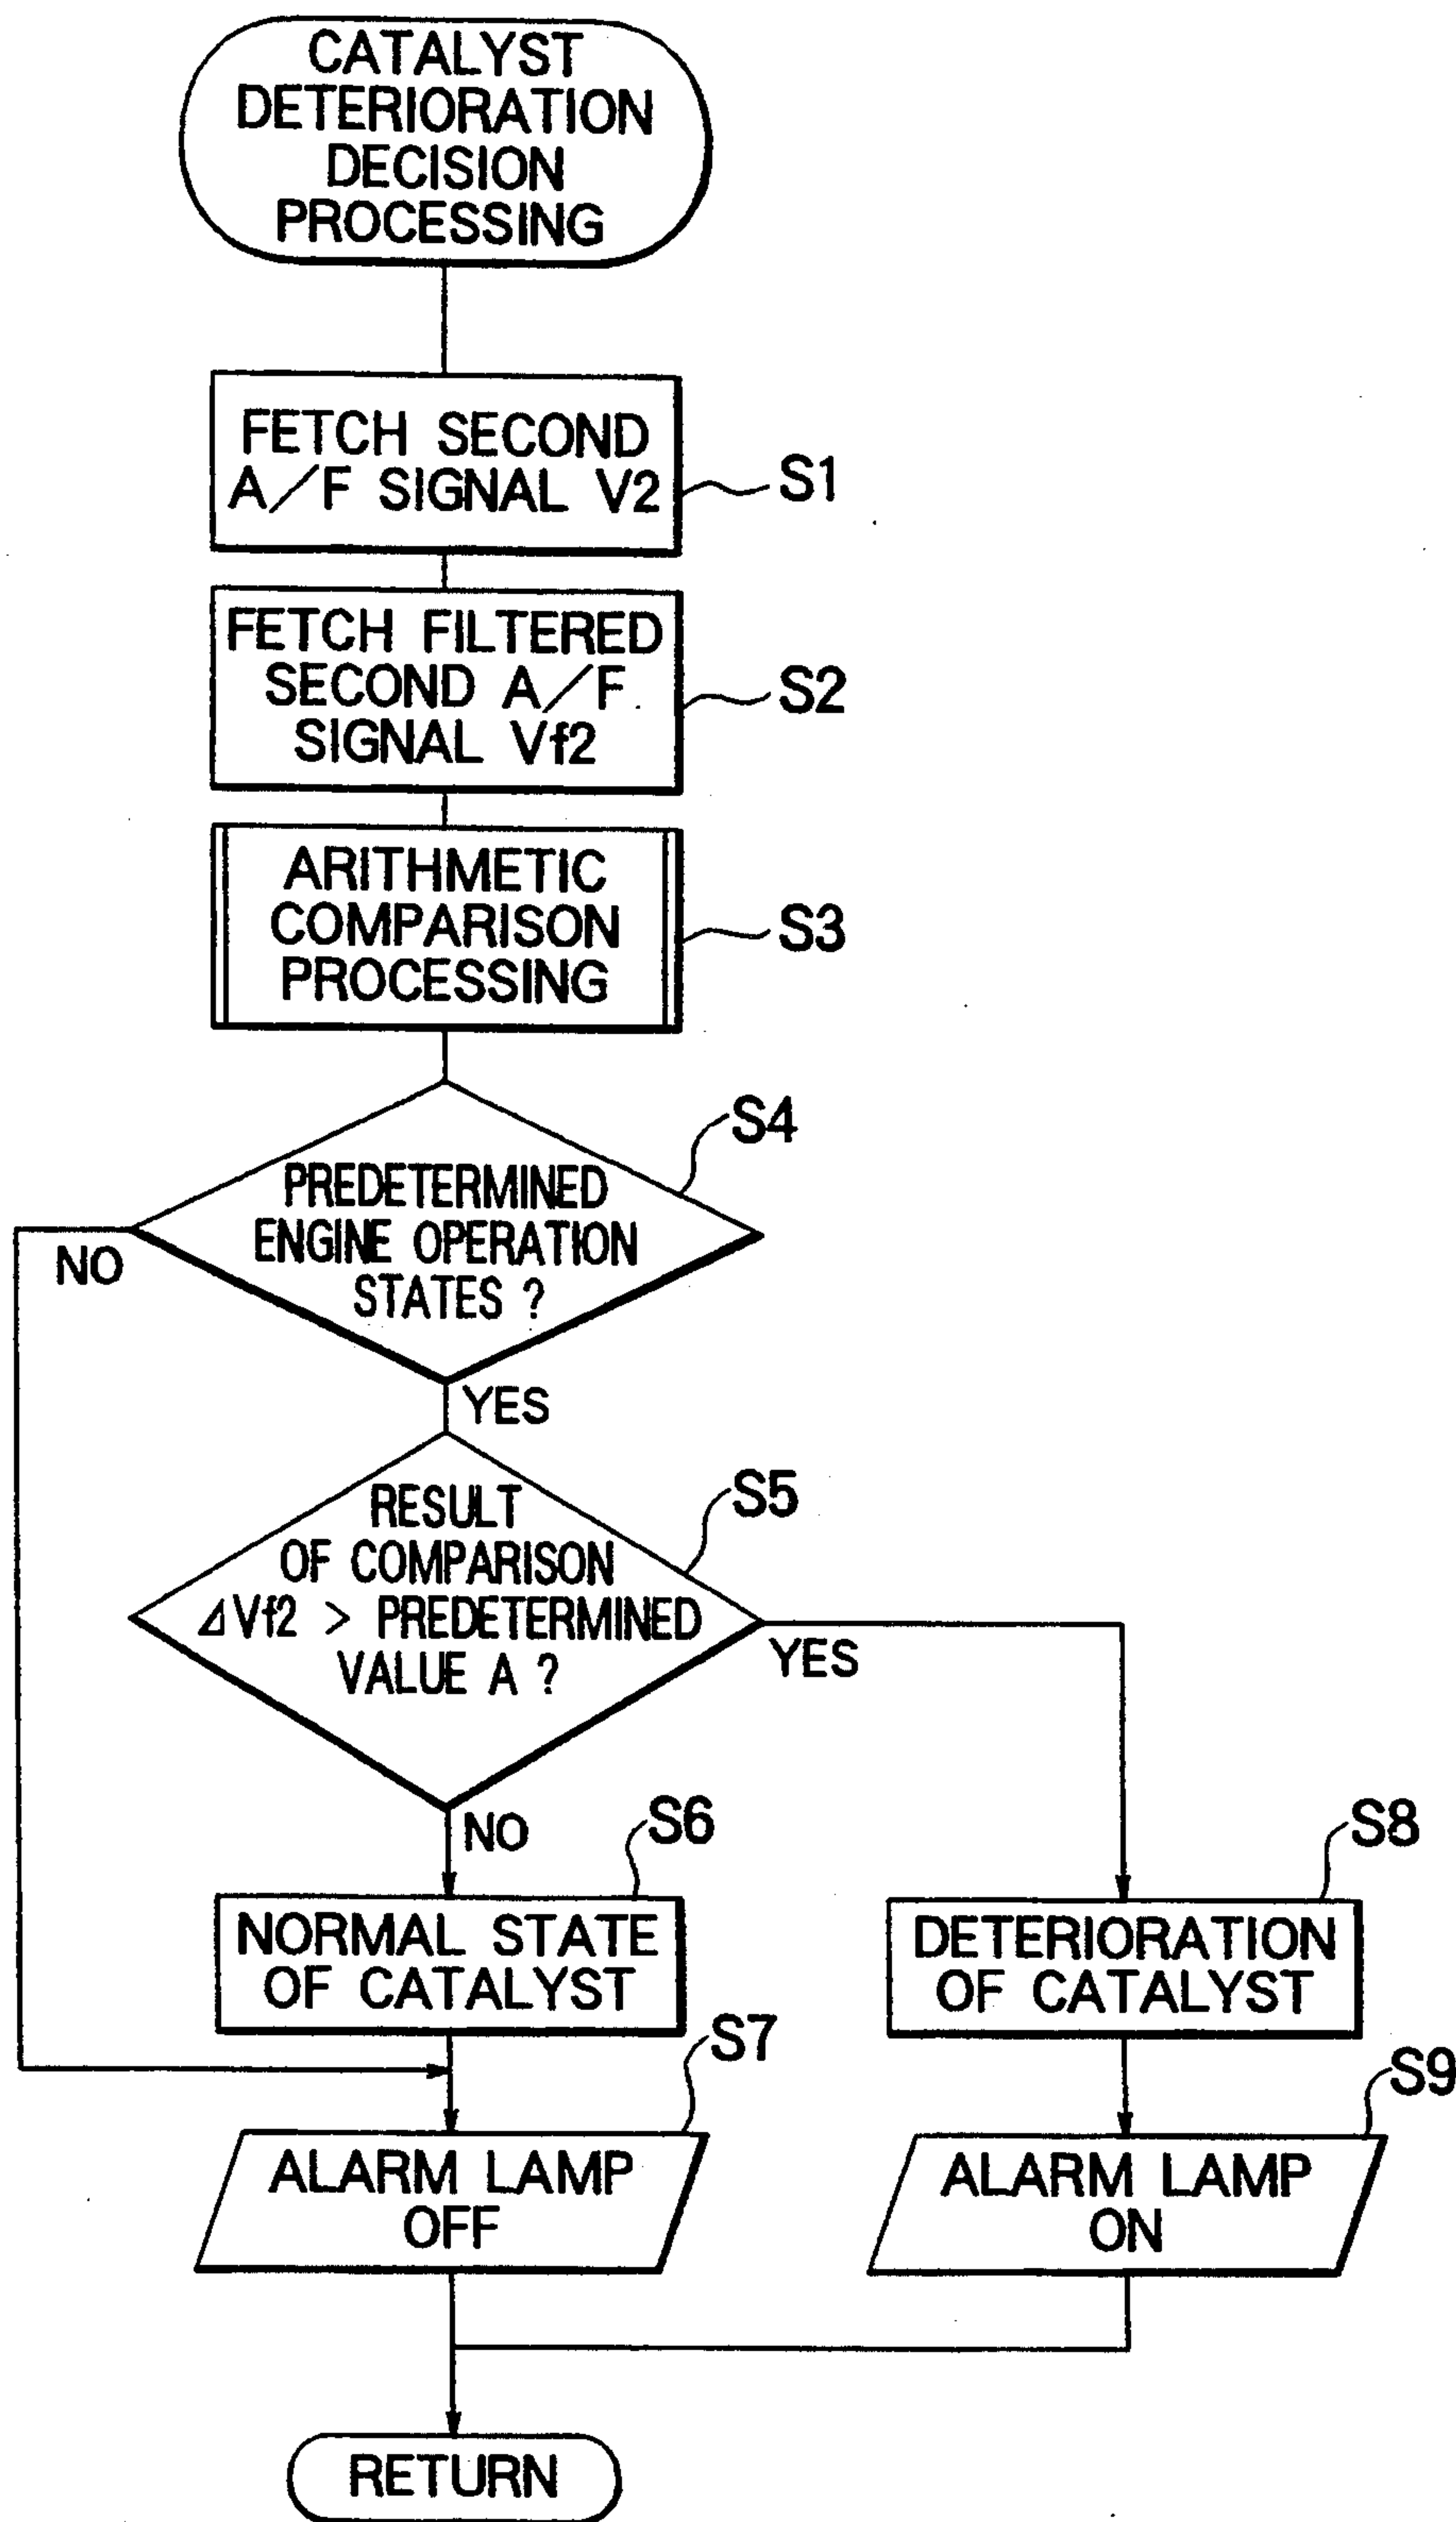 CATALYST
DETERIORATION
DECISION
PROCESSING
FETCH SECOND
A/F SIGNAL V2
S1
FETCH FILTERED
SECOND A/F
SIGNAL Vf2
S2
ARITHMETIC
COMPARISON
PROCESSING
S3
S4
PREDETERMINED
ENGINE OPERATION
STATES ?
NO
YES
S5
RESULT
OF COMPARISON
⊿Vf2 > PREDETERMINED
VALUE A ?
YES
NO
S6
NORMAL STATE
OF CATALYST
S8
DETERIORATION
OF CATALYST
S7
ALARM LAMP
OFF
S9
ALARM LAMP
ON
RETURN